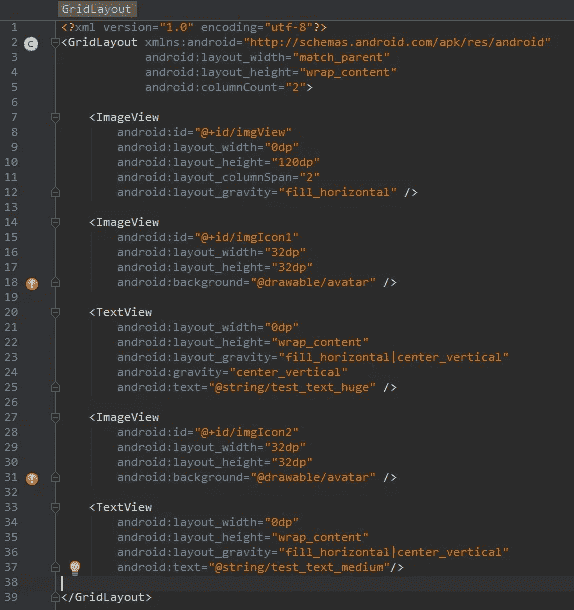 GridLayout
1 <?xml version="1.0" encoding="utf-8"?>
2 <GridLayout xmlns:android="http://schemas.android.com/apk/res/android"
3 android:layout_width="match_parent"
4 android:layout_height="wrap_content"
5 android:columnCount="2">
6
7 <ImageView
8 android:id="@+id/imgView"
9 android:layout_width="0dp"
10 android:layout_height="120dp"
11 android:layout_columnSpan="2"
12 android:layout_gravity="fill_horizontal" />
13
14 <ImageView
15 android:id="@+id/imgIcon1"
16 android:layout_width="32dp"
17 android:layout_height="32dp"
18 android:background="@drawable/avatar" />
19
20 <TextView
21 android:layout_width="0dp"
22 android:layout_height="wrap_content"
23 android:layout_gravity="fill_horizontal|center_vertical"
24 android:gravity="center_vertical"
25 android:text="@string/test_text_huge" />
26
27 <ImageView
28 android:id="@+id/imgIcon2"
29 android:layout_width="32dp"
30 android:layout_height="32dp"
31 android:background="@drawable/avatar" />
32
33 <TextView
34 android:layout_width="0dp"
35 android:layout_height="wrap_content"
36 android:layout_gravity="fill_horizontal|center_vertical"
37 android:text="@string/test_text_medium"/>
38
39 </GridLayout>